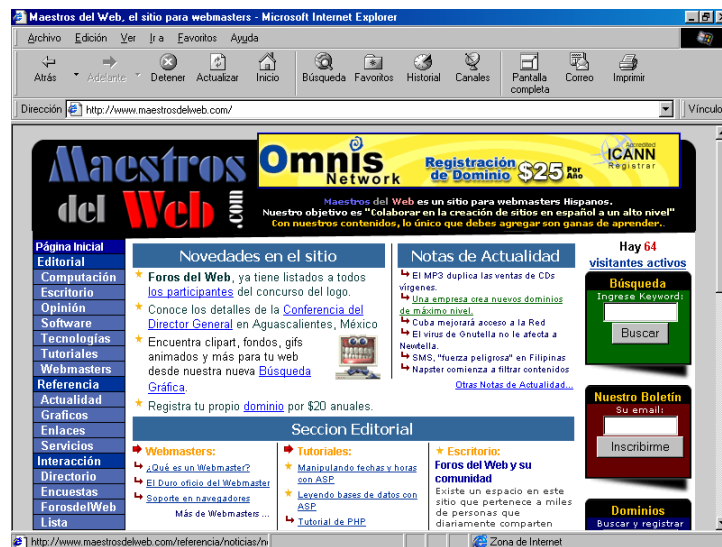 Maestros del Web, el sitio para webmasters - Microsoft Internet Explorer
Archivo Edición Ver Ir a Favoritos Ayuda
Atrás Adelante Detener Actualizar Inicio Búsqueda Favoritos Historial Canales Pantalla completa Correo Imprimir
Dirección http://www.maestrosdelweb.com/ Vínculo
Maestros del Web .com
Omnis Network
Registración de Dominio $25 Por Año
Accredited ICANN Registrar
Maestros del Web es un sitio para webmasters Hispanos.
Nuestro objetivo es "Colaborar en la creación de sitios en español a un alto nivel"
Con nuestros contenidos, lo único que debes agregar son ganas de aprender.
Página Inicial
Editorial
Computación
Escritorio
Opinión
Software
Tecnologías
Tutoriales
Webmasters
Referencia
Actualidad
Graficos
Enlaces
Servicios
Interacción
Directorio
Encuestas
ForosdelWeb
Lista
Novedades en el sitio
Foros del Web, ya tiene listados a todos
los participantes del concurso del logo.
Conoce los detalles de la Conferencia del
Director General en Aguascalientes, México
Encuentra clipart, fondos, gifs
animados y más para tu web
desde nuestra nueva Búsqueda
Gráfica.
Registra tu propio dominio por $20 anuales.
Notas de Actualidad
El MP3 duplica las ventas de CDs
vírgenes.
Una empresa crea nuevos dominios
de máximo nivel.
Cuba mejorará acceso a la Red
El virus de Gnutella no le afecta a
Newtella.
SMS, "fuerza peligrosa" en Filipinas
Napster comienza a filtrar contenidos
Otras Notas de Actualidad...
Seccion Editorial
Webmasters:
¿Qué es un Webmaster?
El Duro oficio del Webmaster
Soporte en navegadores
Más de Webmasters ...
Tutoriales:
Manipulando fechas y horas
con ASP
Leyendo bases de datos con
ASP
Tutorial de PHP
Escritorio:
Foros del Web y su
comunidad
Existe un espacio en este
sitio que pertenece a miles
de personas que
diariamente comparten
Hay 64
visitantes activos
Búsqueda
Ingrese Keyword:
Buscar
Nuestro Boletín
Su email:
Inscribirme
Dominios
Buscar y registrar
http://www.maestrosdelweb.com/referencia/noticias/n
Zona de Internet